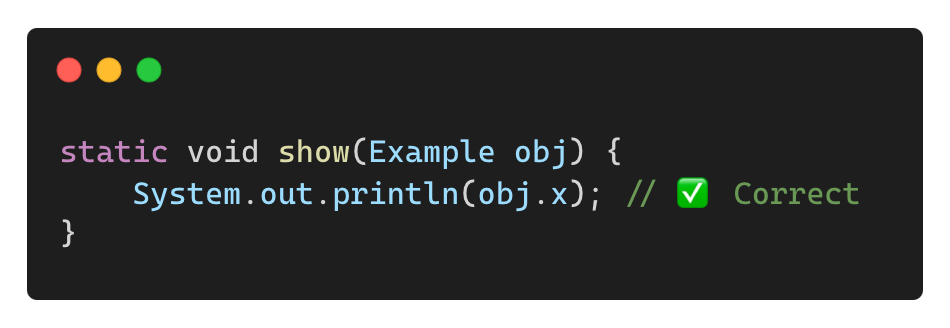 static void show(Example obj) {
    System.out.println(obj.x); // ✅ Correct
}